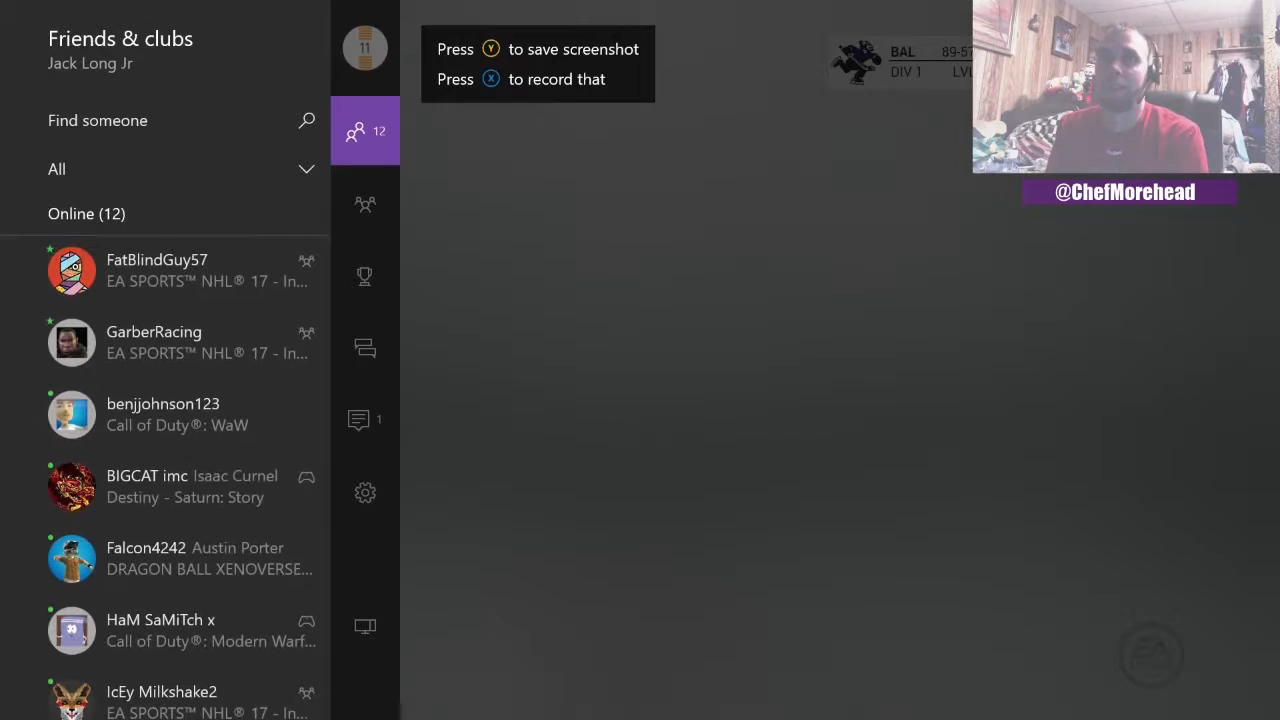 Friends & clubs
Jack Long Jr
Find someone
All
Online (12)
FatBlindGuy57
EA SPORTS™ NHL® 17 - In...
GarberRacing
EA SPORTS™ NHL® 17 - In...
benjjohnson123
Call of Duty®: WaW
BIGCAT imc Isaac Curnel
Destiny - Saturn: Story
Falcon4242 Austin Porter
DRAGON BALL XENOVERSE...
HaM SaMiTch x
Call of Duty®: Modern Warf...
IcEy Milkshake2
EA SPORTS™ NHL® 17 - In...
11
12
1
Press Y to save screenshot
Press X to record that
BAL 89-57
DIV 1 LVL
@ChefMorehead
EA